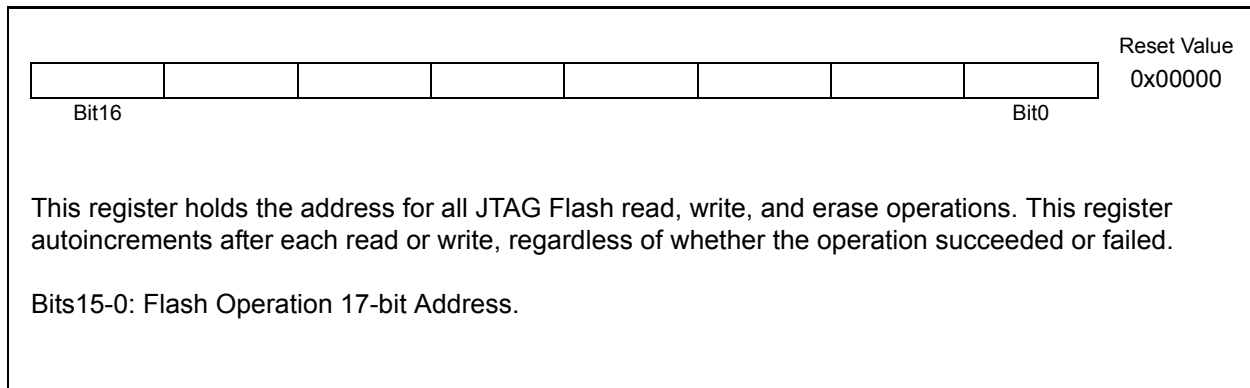 Reset Value
0x00000
Bit16 Bit0
This register holds the address for all JTAG Flash read, write, and erase operations. This register
autoincrements after each read or write, regardless of whether the operation succeeded or failed.
Bits15-0: Flash Operation 17-bit Address.